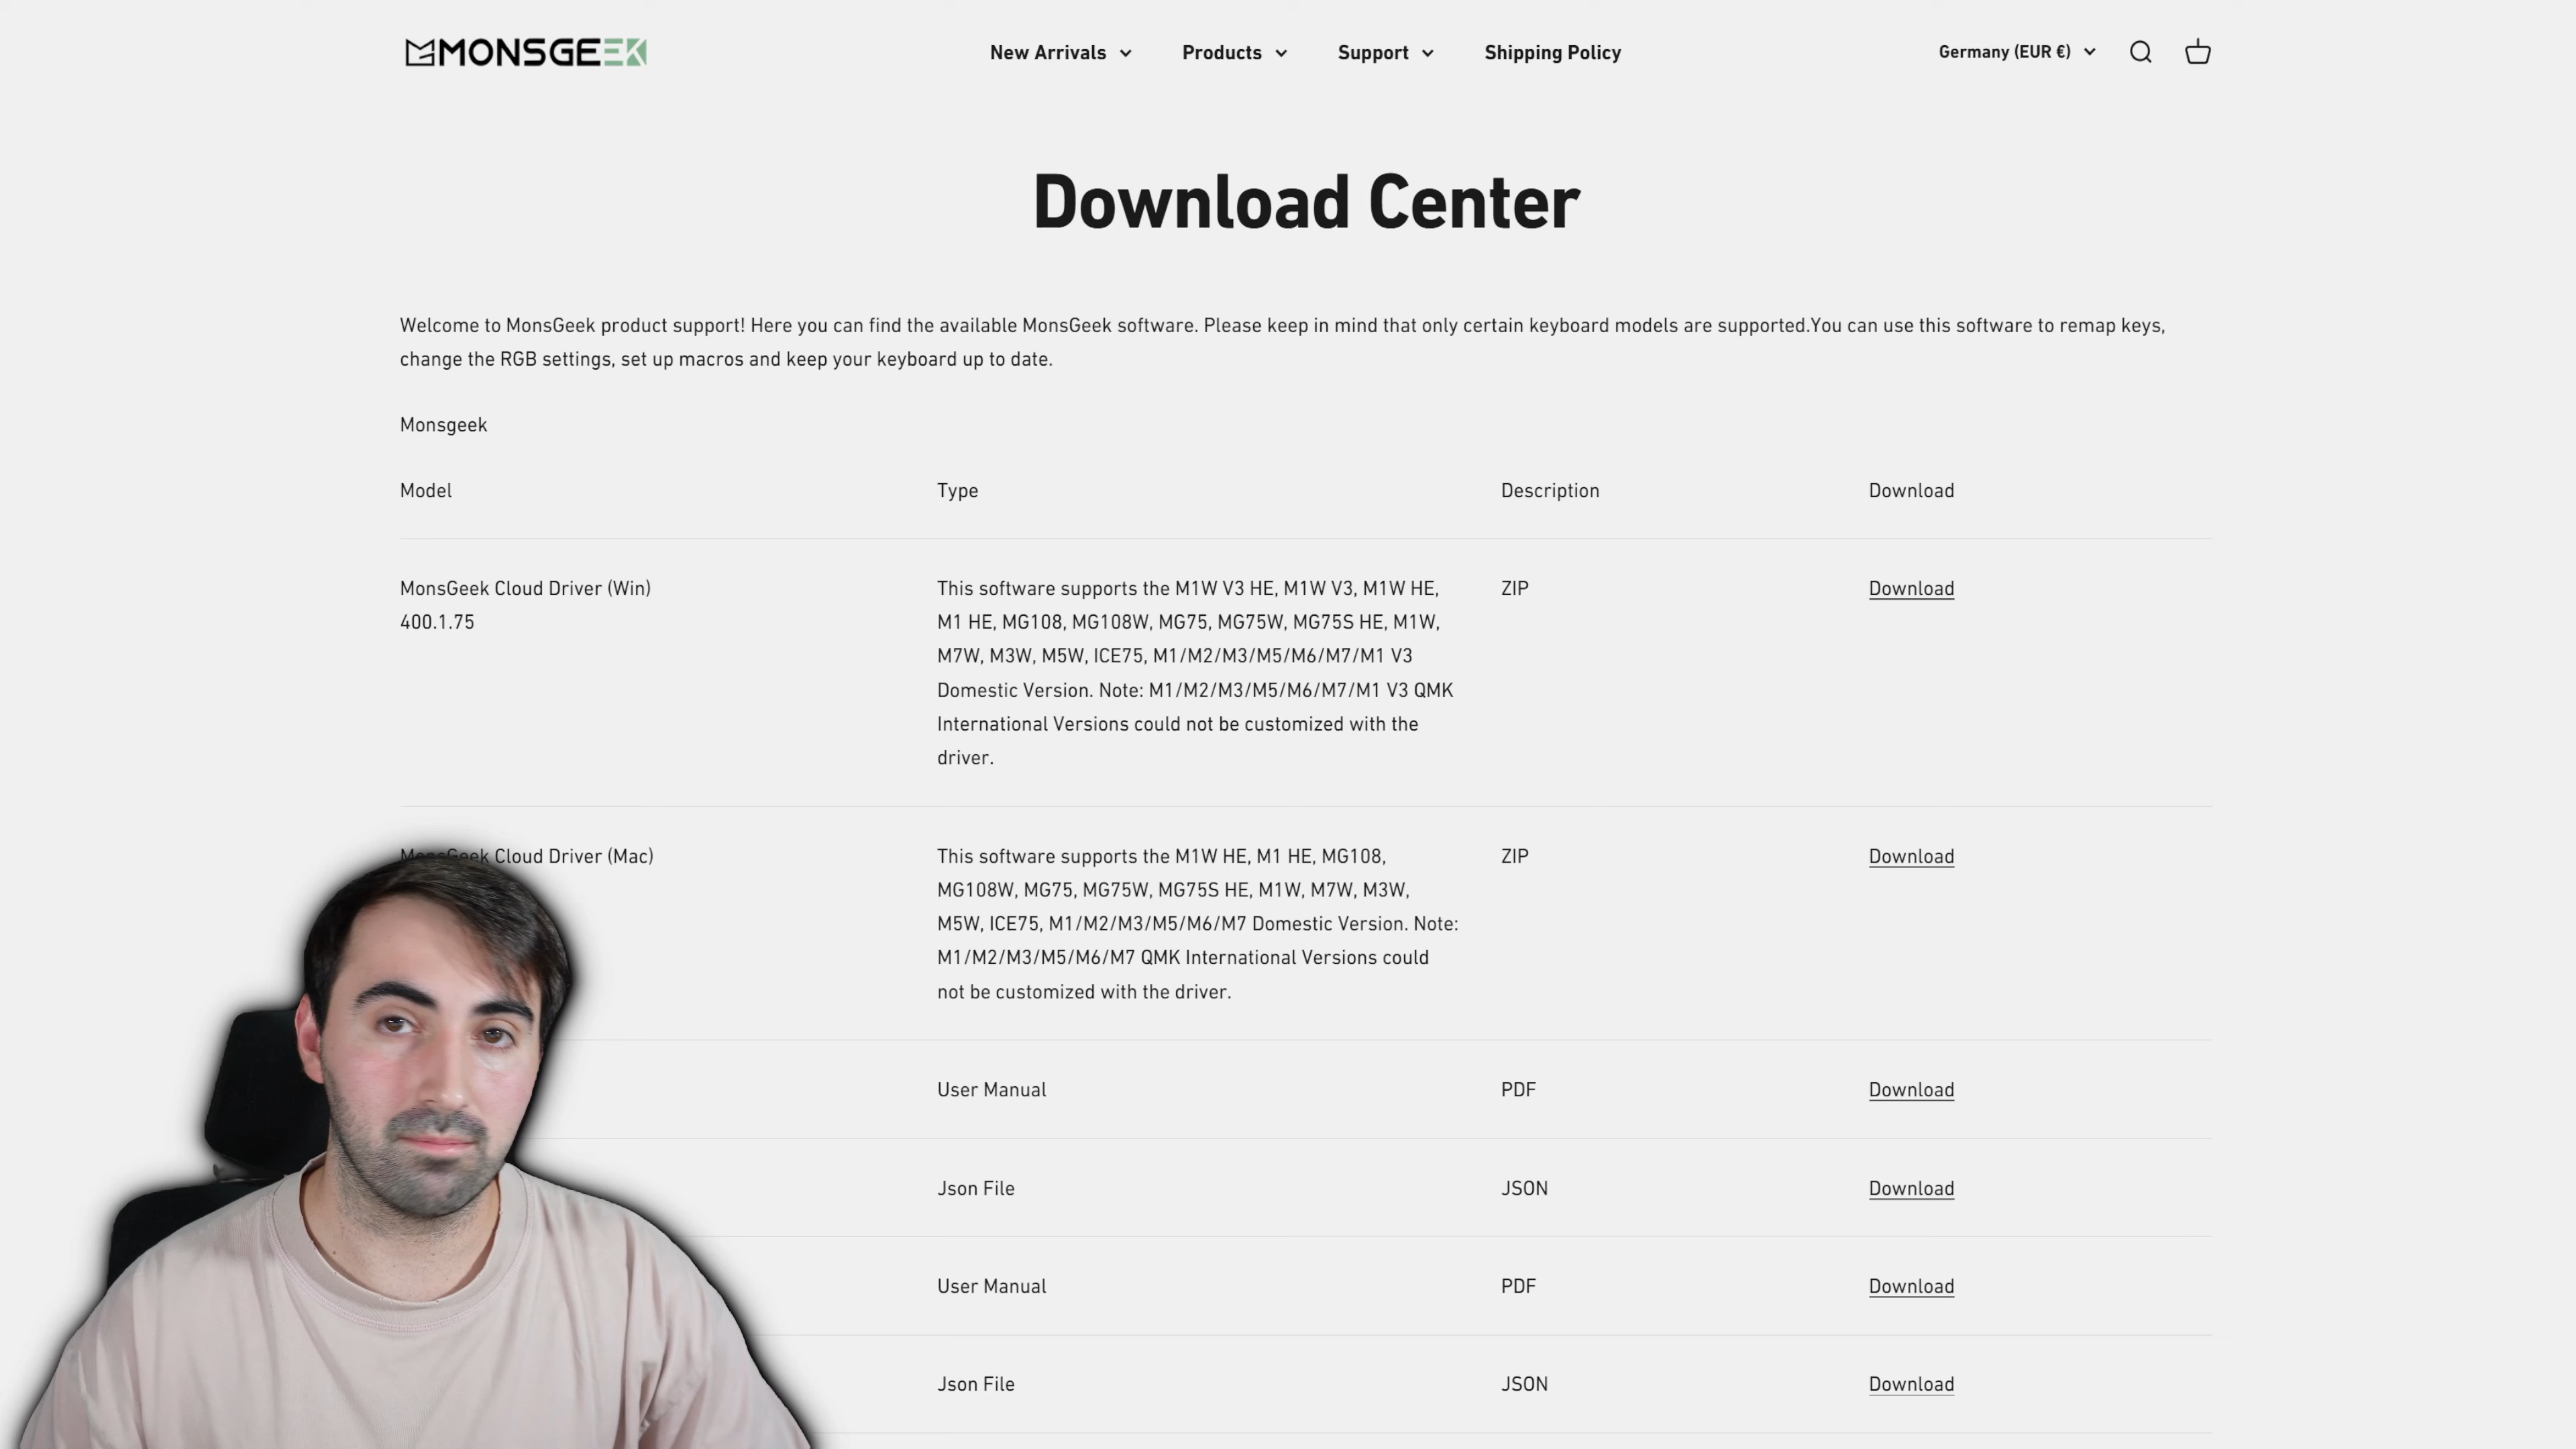 MONSGEEK
New Arrivals
Products
Support
Shipping Policy
Germany (EUR €)
Download Center
Welcome to MonsGeek product support! Here you can find the available MonsGeek software. Please keep in mind that only certain keyboard models are supported.You can use this software to remap keys,
change the RGB settings, set up macros and keep your keyboard up to date.
Monsgeek
Model
Type
Description
Download
MonsGeek Cloud Driver (Win)
400.1.75
This software supports the M1W V3 HE, M1W V3, M1W HE,
M1 HE, MG108, MG108W, MG75, MG75W, MG75S HE, M1W,
M7W, M3W, M5W, ICE75, M1/M2/M3/M5/M6/M7/M1 V3
Domestic Version. Note: M1/M2/M3/M5/M6/M7/M1 V3 QMK
International Versions could not be customized with the
driver.
ZIP
Download
MonsGeek Cloud Driver (Mac)
This software supports the M1W HE, M1 HE, MG108,
MG108W, MG75, MG75W, MG75S HE, M1W, M7W, M3W,
M5W, ICE75, M1/M2/M3/M5/M6/M7 Domestic Version. Note:
M1/M2/M3/M5/M6/M7 QMK International Versions could
not be customized with the driver.
ZIP
Download
User Manual
PDF
Download
Json File
JSON
Download
User Manual
PDF
Download
Json File
JSON
Download